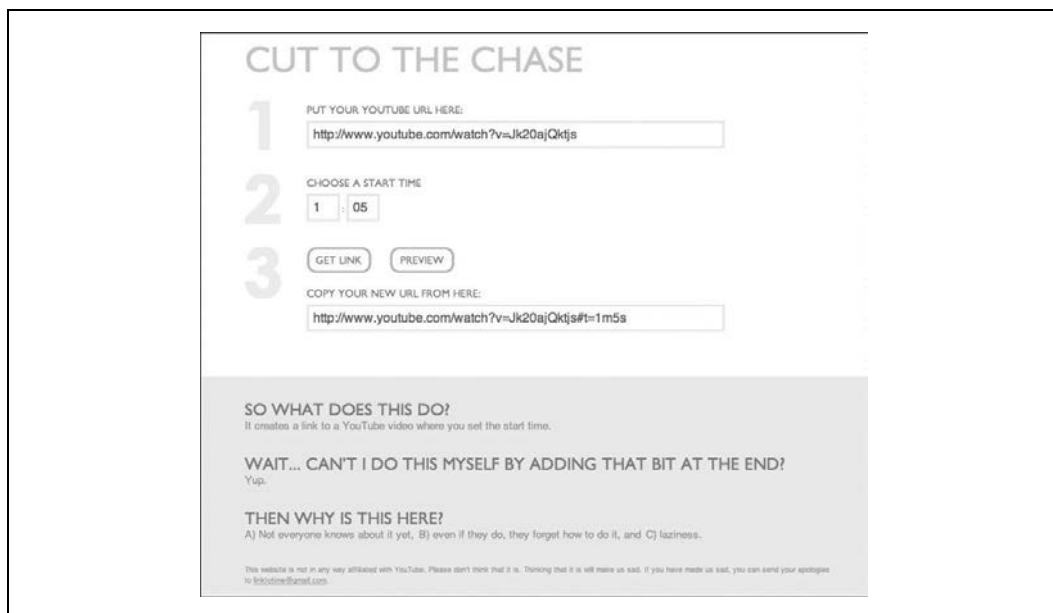 CUT TO THE CHASE
1
PUT YOUR YOUTUBE URL HERE:
http://www.youtube.com/watch?v=Jk20ajQktjs
2
CHOOSE A START TIME
1 : 05
3
GET LINK PREVIEW
COPY YOUR NEW URL FROM HERE:
http://www.youtube.com/watch?v=Jk20ajQktjs#t=1m5s
SO WHAT DOES THIS DO?
It creates a link to a YouTube video where you set the start time.
WAIT... CAN'T I DO THIS MYSELF BY ADDING THAT BIT AT THE END?
Yup.
THEN WHY IS THIS HERE?
A) Not everyone knows about it yet, B) even if they do, they forget how to do it, and C) laziness.
This website is not in any way affiliated with YouTube. Please don't think that it is. Thinking that it is will make us sad. If you have made us sad, you can send your apologies
to @gmail.com.